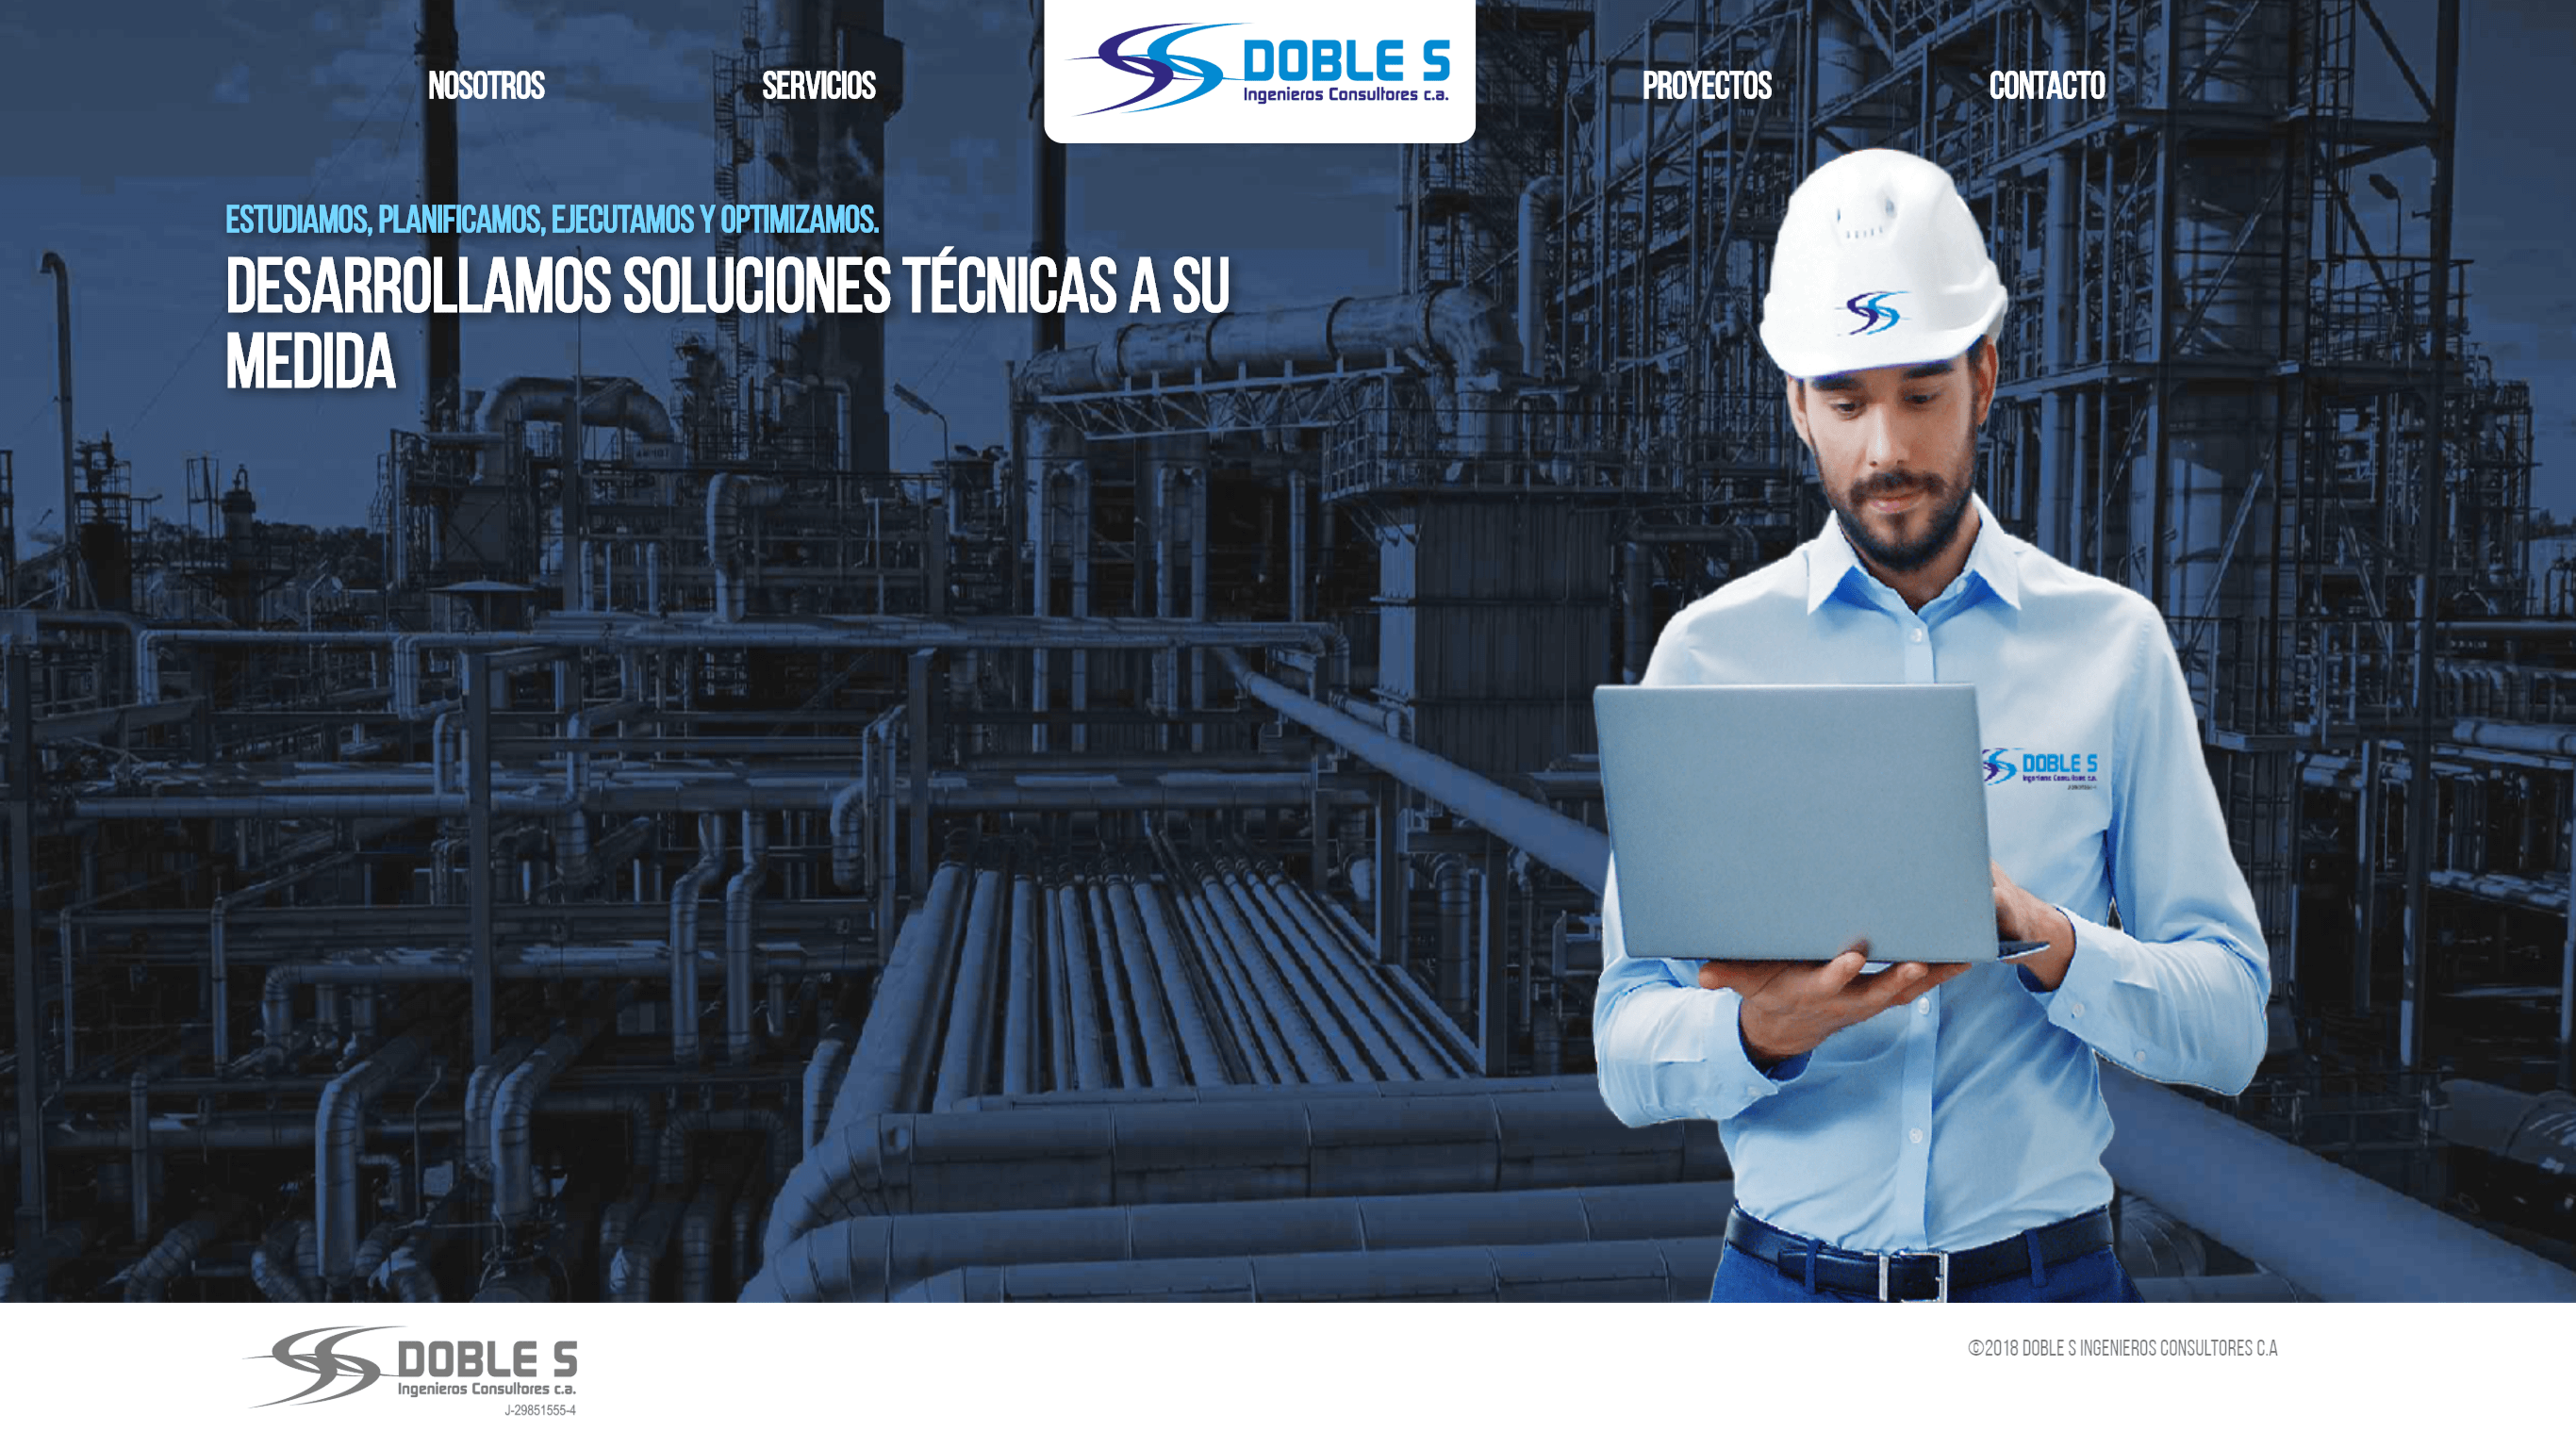 NOSOTROS
SERVICIOS
DOBLE S
Ingenieros Consultores c.a.
PROYECTOS
CONTACTO
ESTUDIAMOS, PLANIFICAMOS, EJECUTAMOS Y OPTIMIZAMOS.
DESARROLLAMOS SOLUCIONES TÉCNICAS A SU
MEDIDA
DOBLE S
Ingenieros Consultores c.a.
DOBLE S
Ingenieros Consultores c.a.
J-29851555-4
©2018 DOBLE S INGENIEROS CONSULTORES C.A